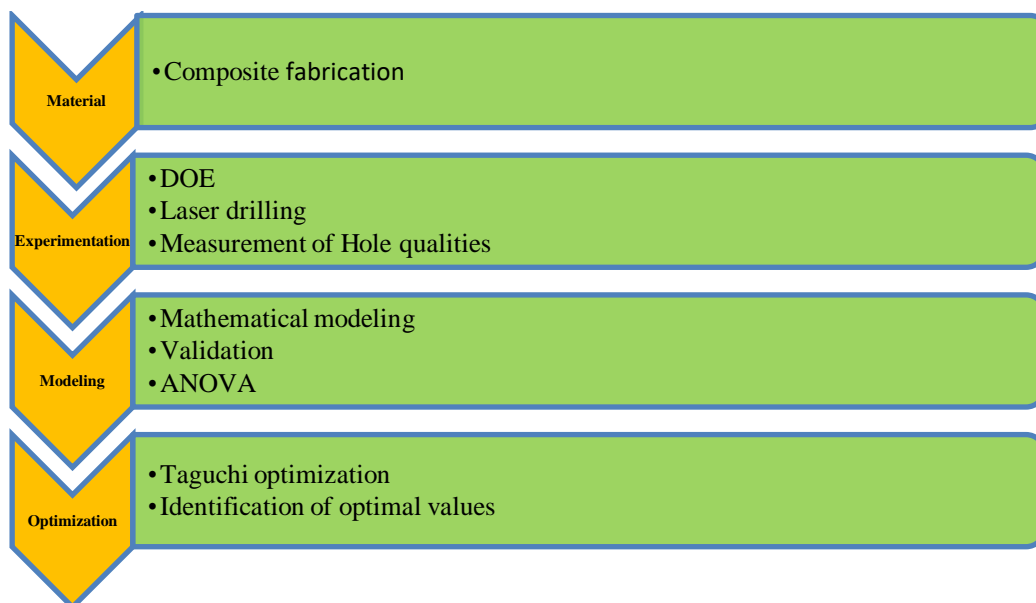 Material
•Composite fabrication
Experimentation
•DOE
•Laser drilling
•Measurement of Hole qualities
Modeling
•Mathematical modeling
•Validation
•ANOVA
Optimization
•Taguchi optimization
•Identification of optimal values